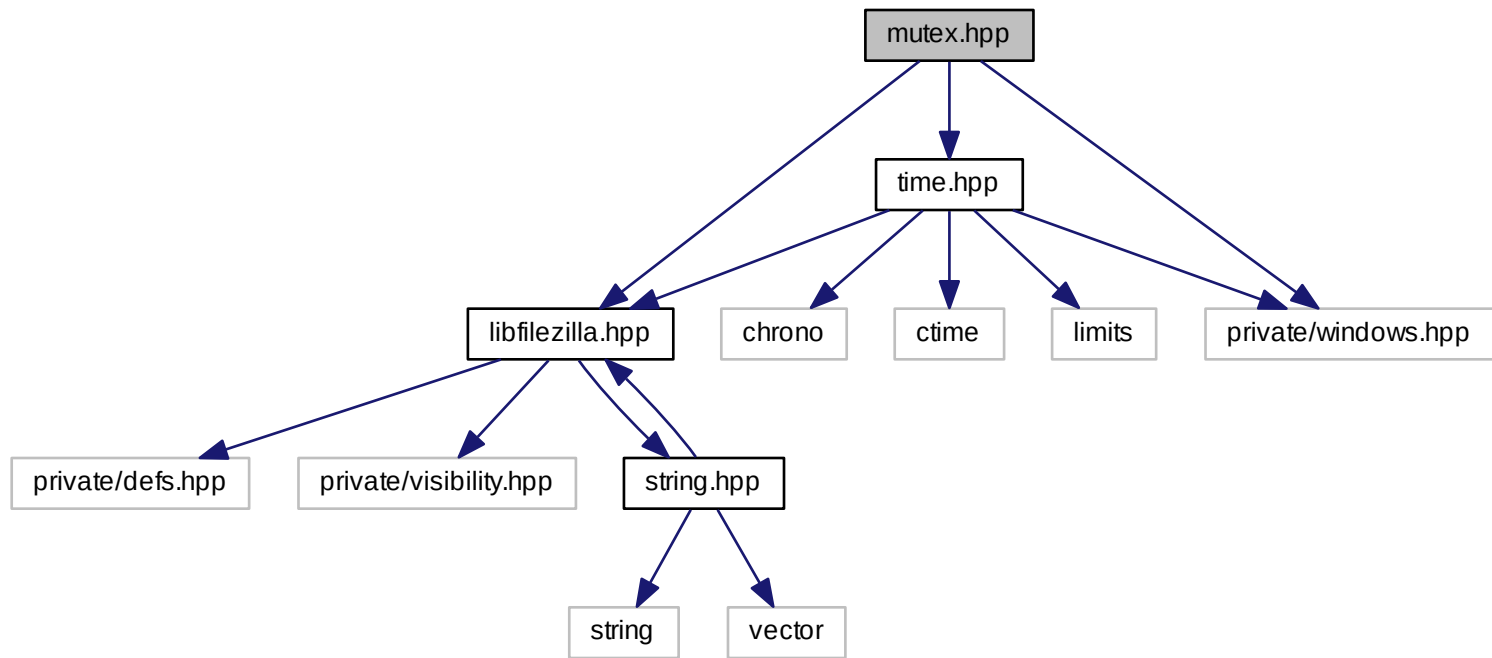 mutex.hpp
time.hpp
libfilezilla.hpp
chrono
ctime
limits
private/windows.hpp
private/defs.hpp
private/visibility.hpp
string.hpp
string
vector